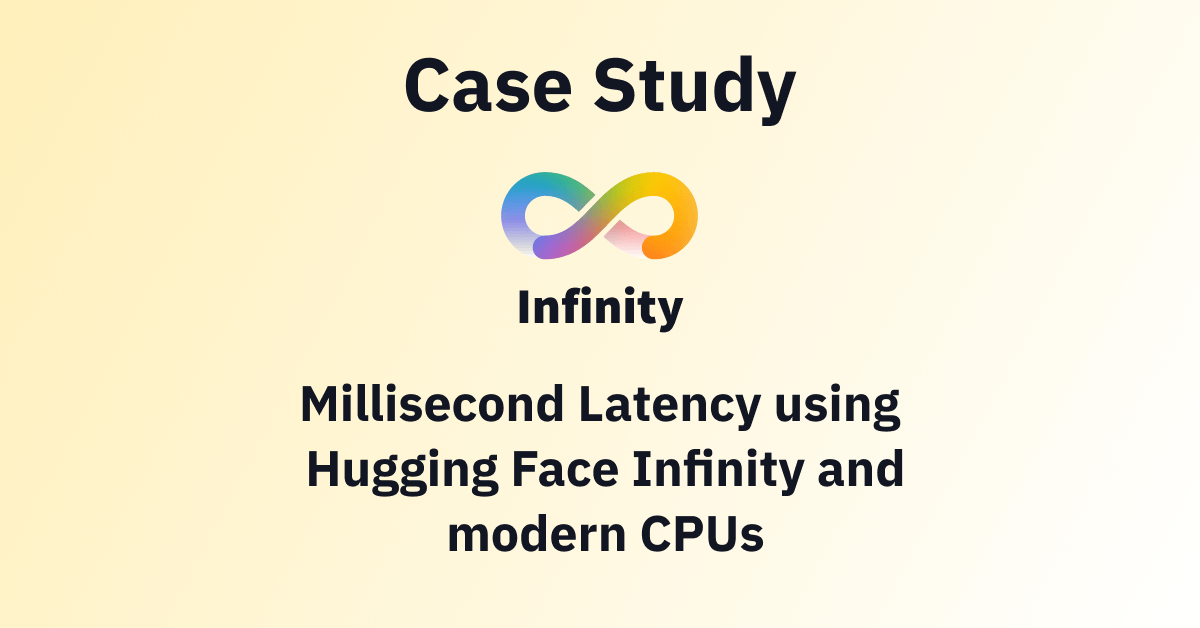 Case Study
Infinity
Millisecond Latency using
Hugging Face Infinity and
modern CPUs